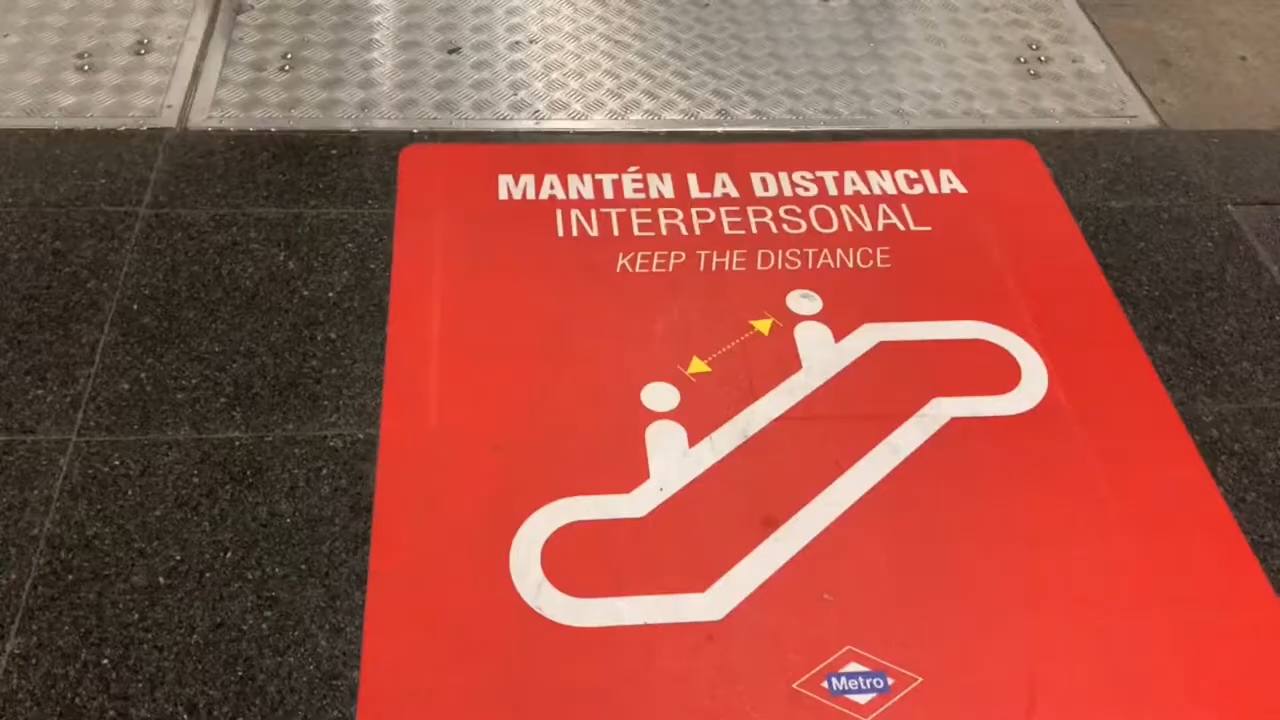 MANTÉN LA DISTANCIA
INTERPERSONAL
KEEP THE DISTANCE
Metro